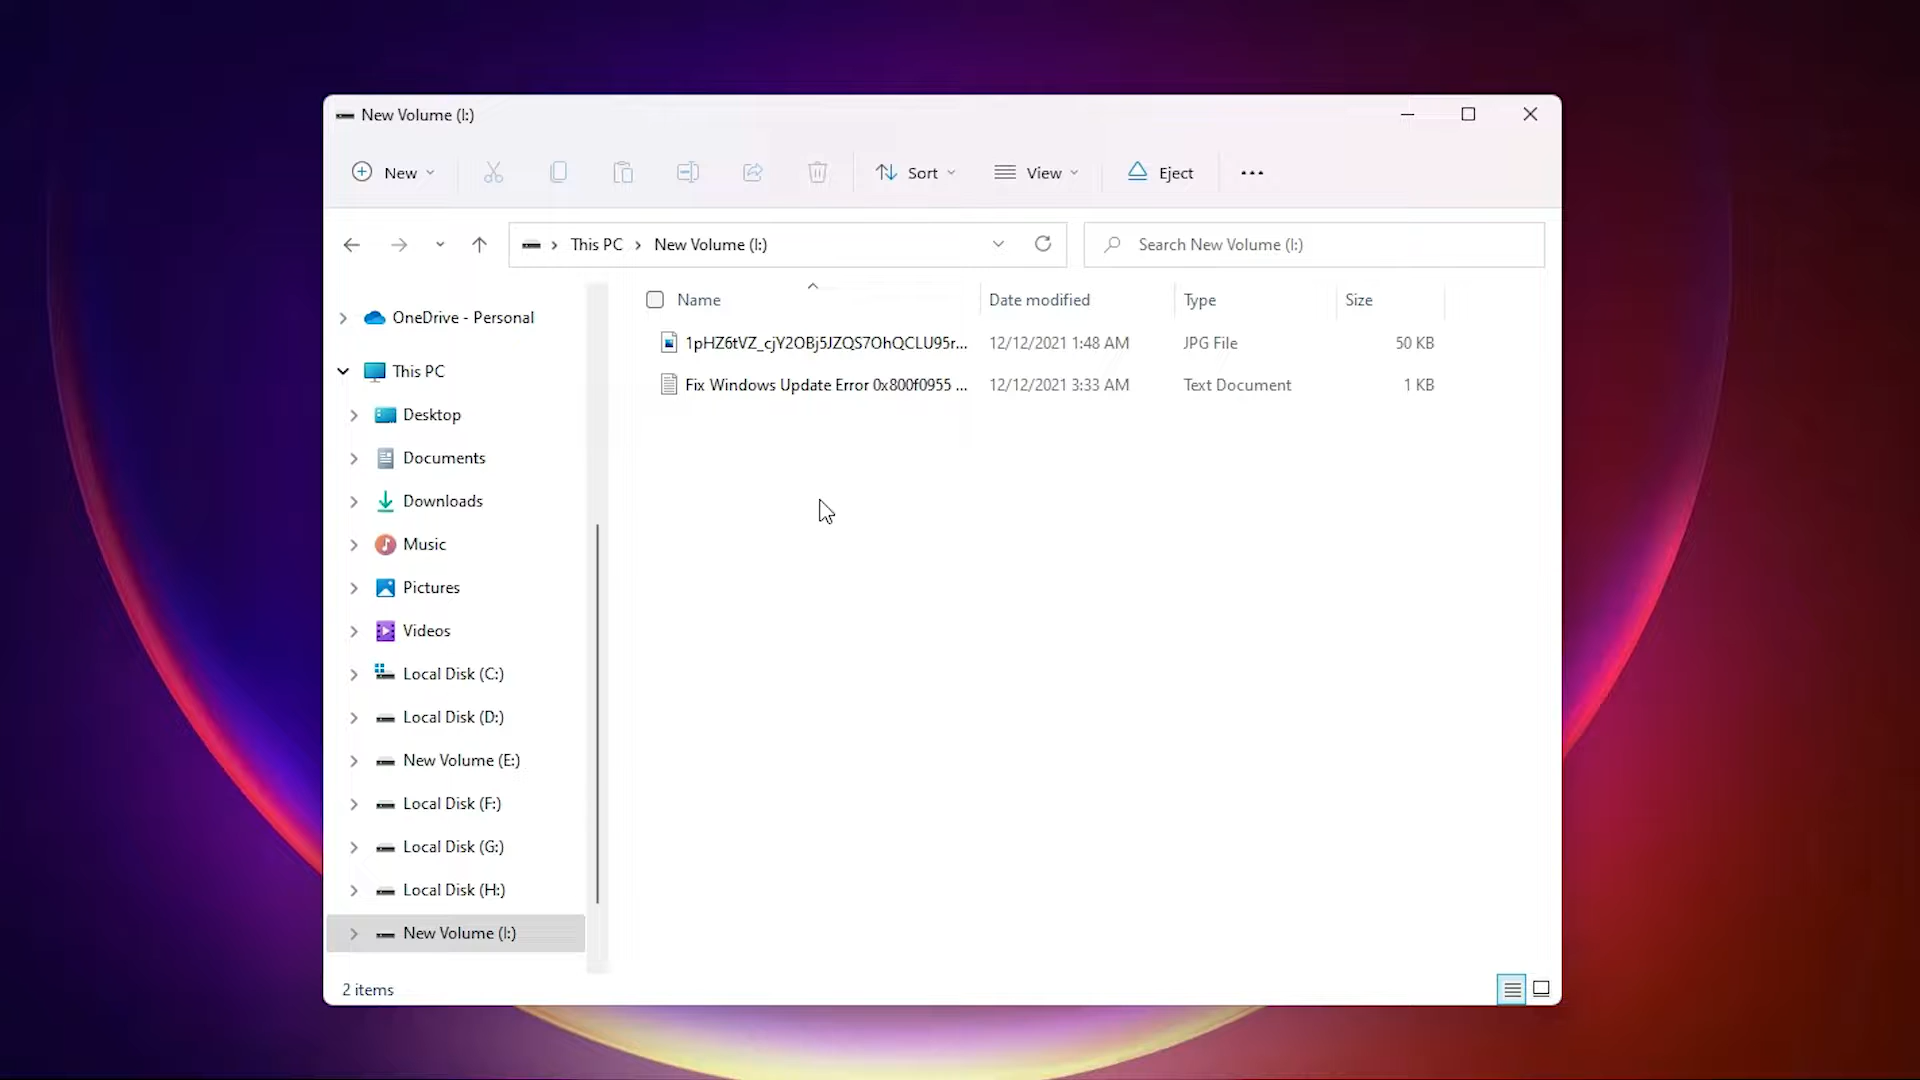 New Volume (I:)
New
Sort
View
Eject
This PC
New Volume (I:)
Search New Volume (I:)
OneDrive - Personal
This PC
Desktop
Documents
Downloads
Music
Pictures
Videos
Local Disk (C:)
Local Disk (D:)
New Volume (E:)
Local Disk (F:)
Local Disk (G:)
Local Disk (H:)
New Volume (I:)
Name Date modified Type Size
1pHZ6tVZ_cjY2OBj5JZQS7OhQCLU95r... 12/12/2021 1:48 AM JPG File 50 KB
Fix Windows Update Error 0x800f0955 ... 12/12/2021 3:33 AM Text Document 1 KB
2 items